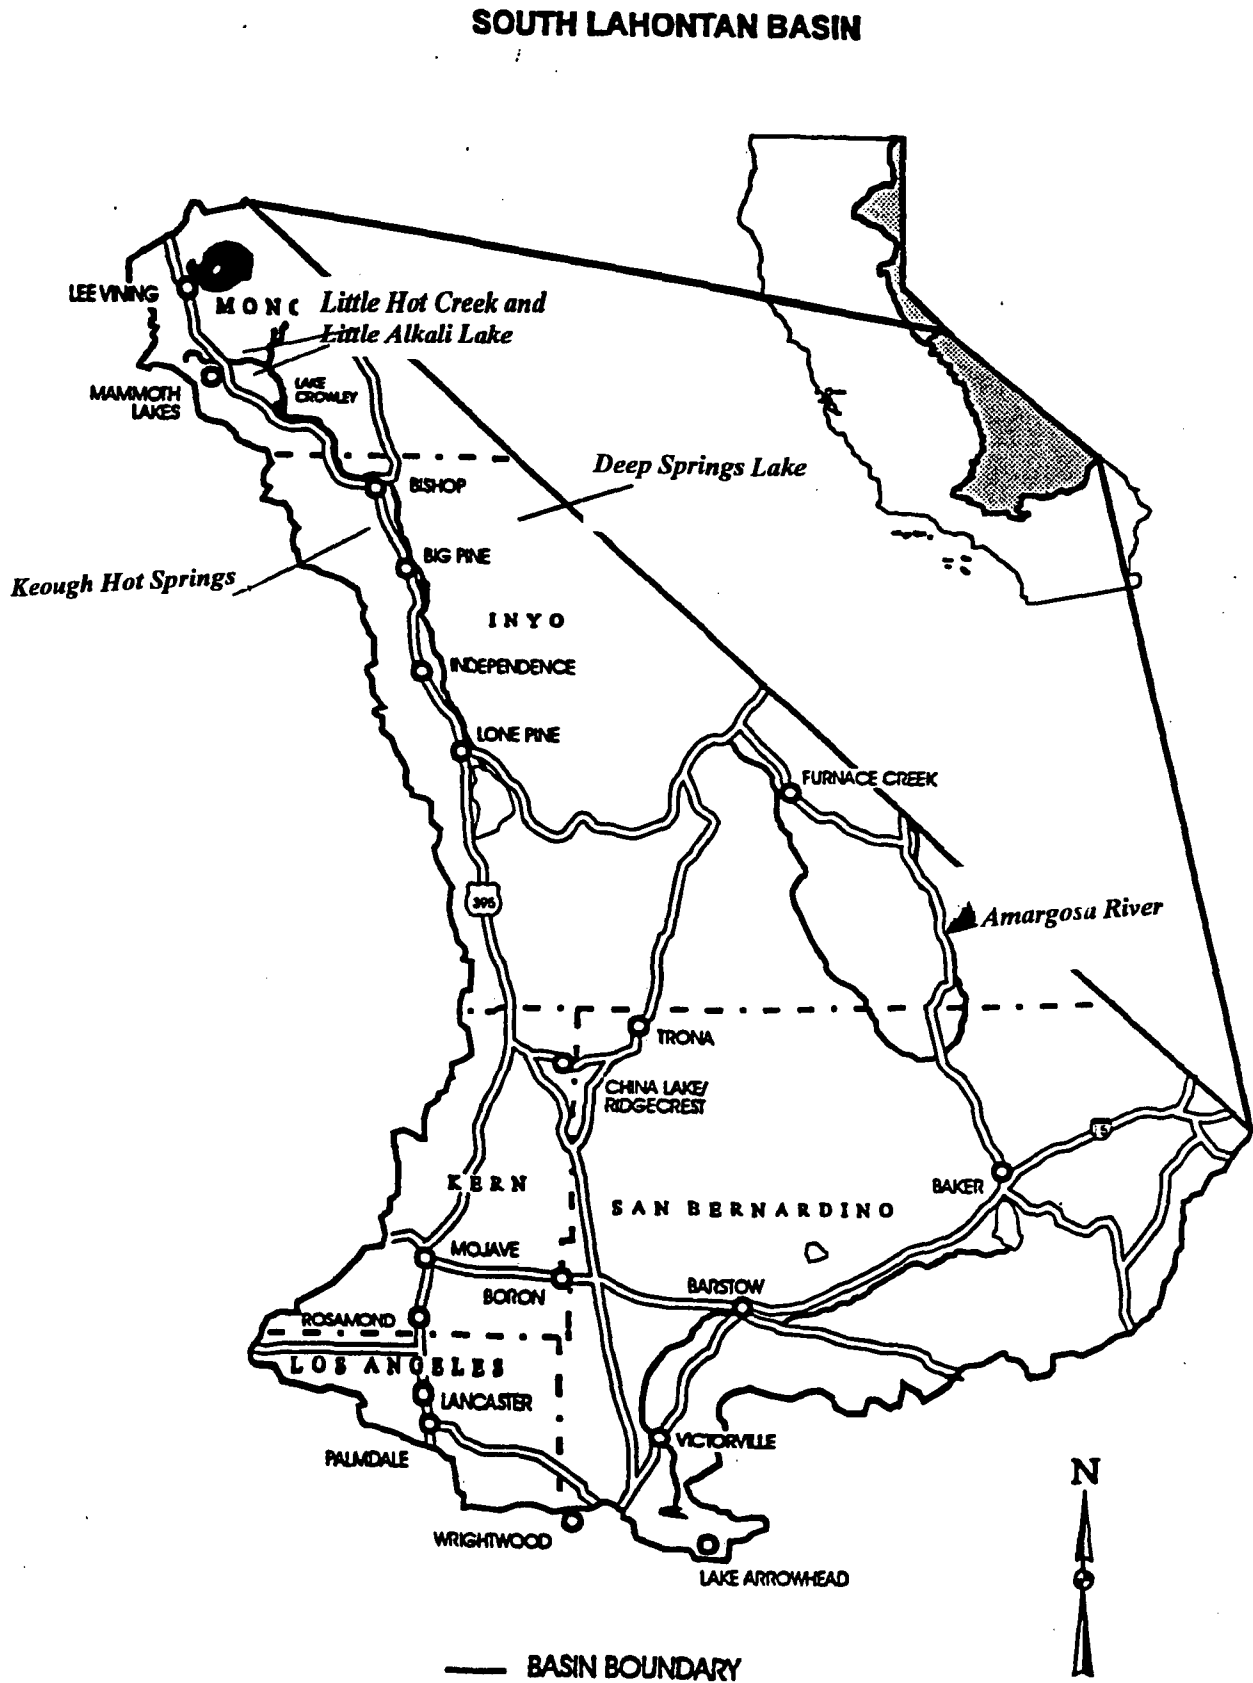 SOUTH LAHONTAN BASIN
LEE VINING
MONO
Little Hot Creek and
Little Alkali Lake
MAMMOTH
LAKES
LAKE
CROWLEY
Deep Springs Lake
BISHOP
BIG PINE
Keough Hot Springs
INYO
INDEPENDENCE
LONE PINE
FURNACE CREEK
395
Amargosa River
TRONA
CHINA LAKE/
RIDGECREST
15
KERN
BAKER
SAN BERNARDINO
MOJAVE
BORON
BARSTOW
ROSAMOND
LOS ANGELES
LANCASTER
PALMDALE
VICTORVILLE
N
WRIGHTWOOD
LAKE ARROWHEAD
BASIN BOUNDARY